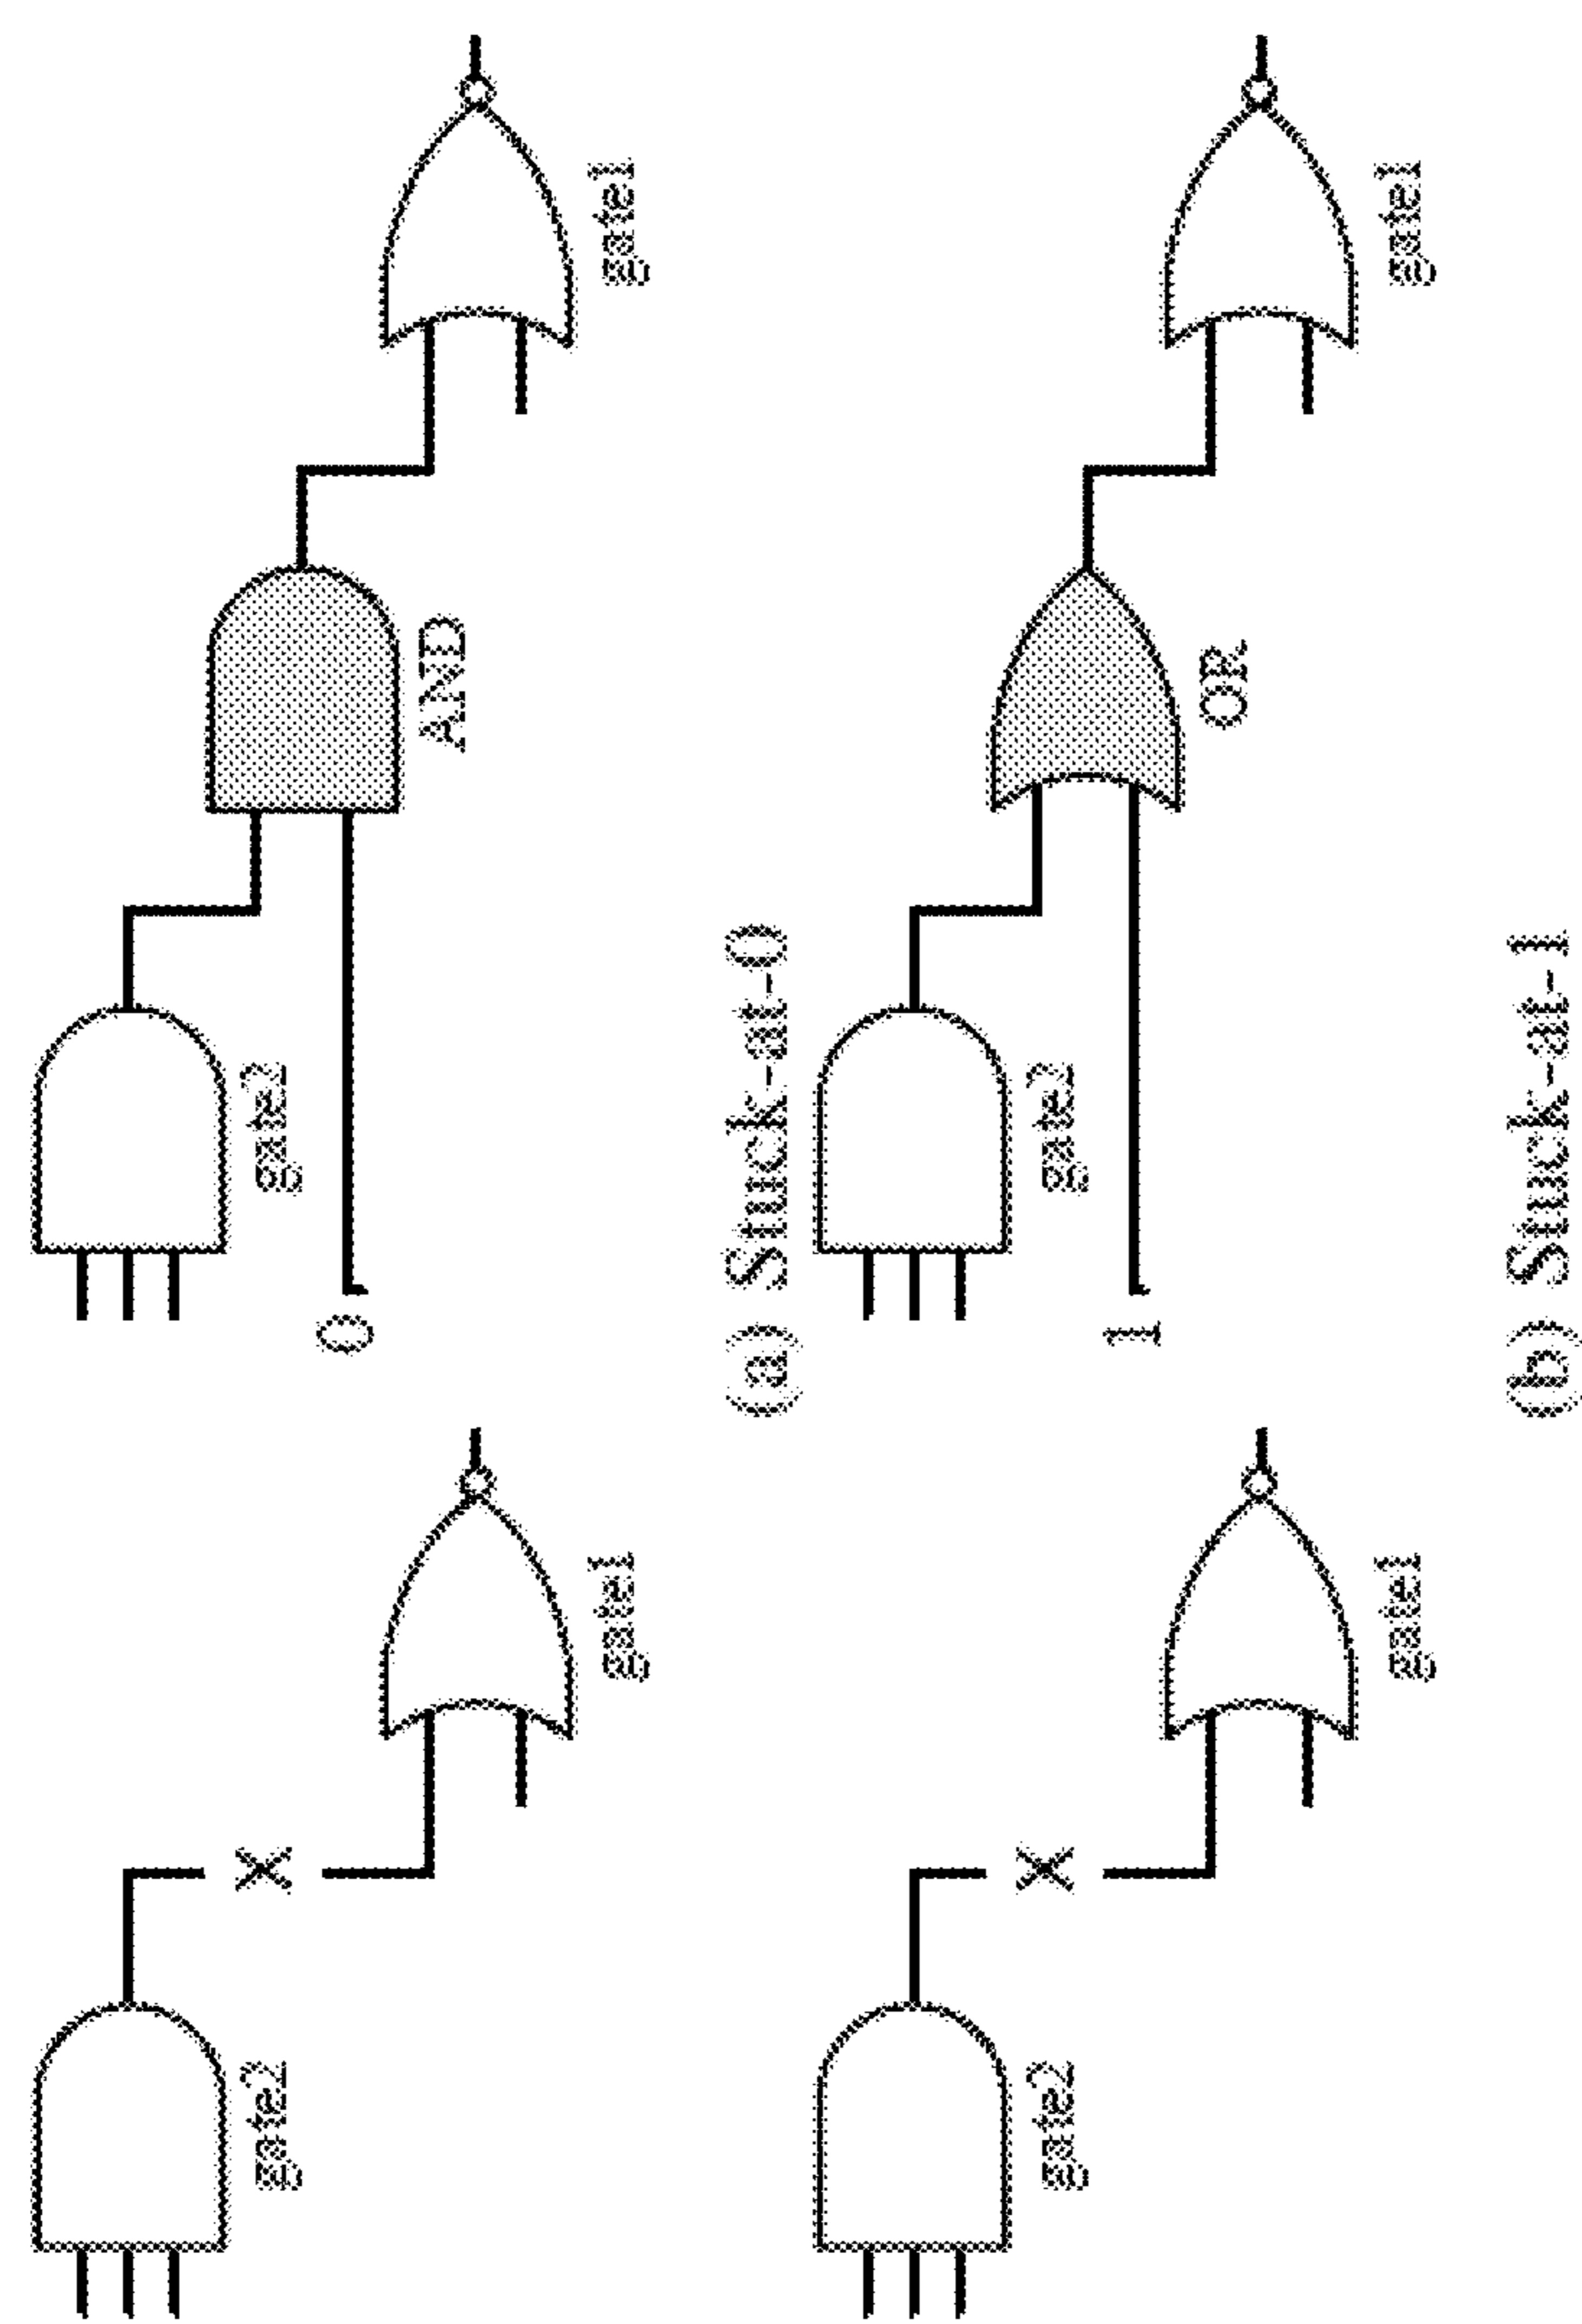 gate2
X
gate1
gate2
0
AND
gate1
(a) Stuck-at-0
gate2
X
gate1
gate2
1
OR
gate1
(b) Stuck-at-1